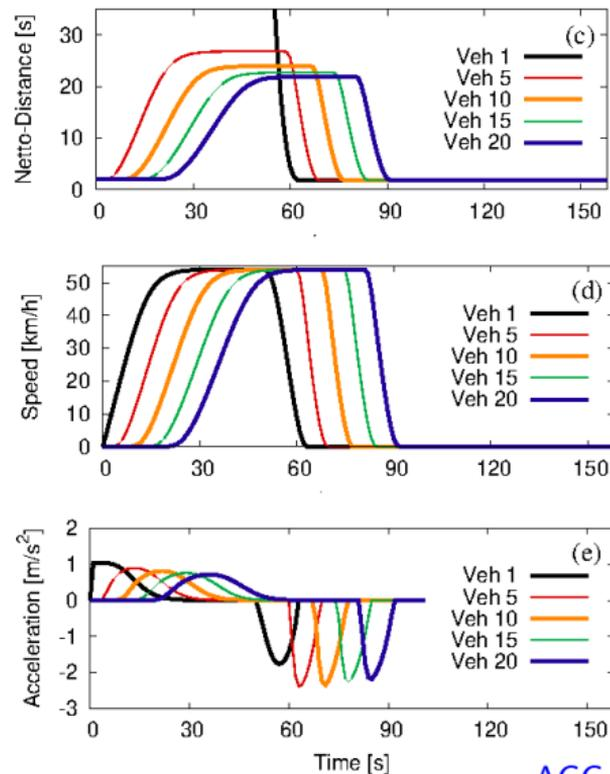 (c)
Netto-Distance [s]
30
20
10
0
Veh 1
Veh 5
Veh 10
Veh 15
Veh 20
0 30 60 90 120 150
(d)
Speed [km/h]
50
40
30
20
10
0
Veh 1
Veh 5
Veh 10
Veh 15
Veh 20
0 30 60 90 120 150
(e)
Acceleration [m/s²]
2
1
0
-1
-2
-3
Veh 1
Veh 5
Veh 10
Veh 15
Veh 20
0 30 60 90 120 150
Time [s]